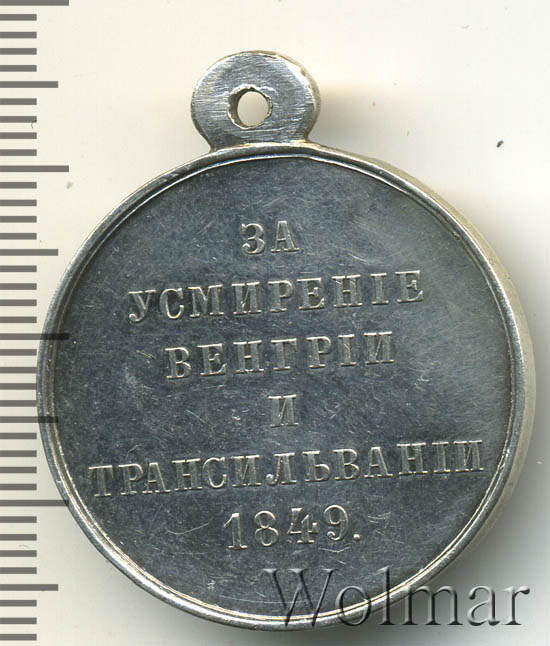 ЗА
УСМИРЕНІЕ
ВЕНГРІИ
И
ТРАНСИЛЬВАНІИ
1849.
Wolmar